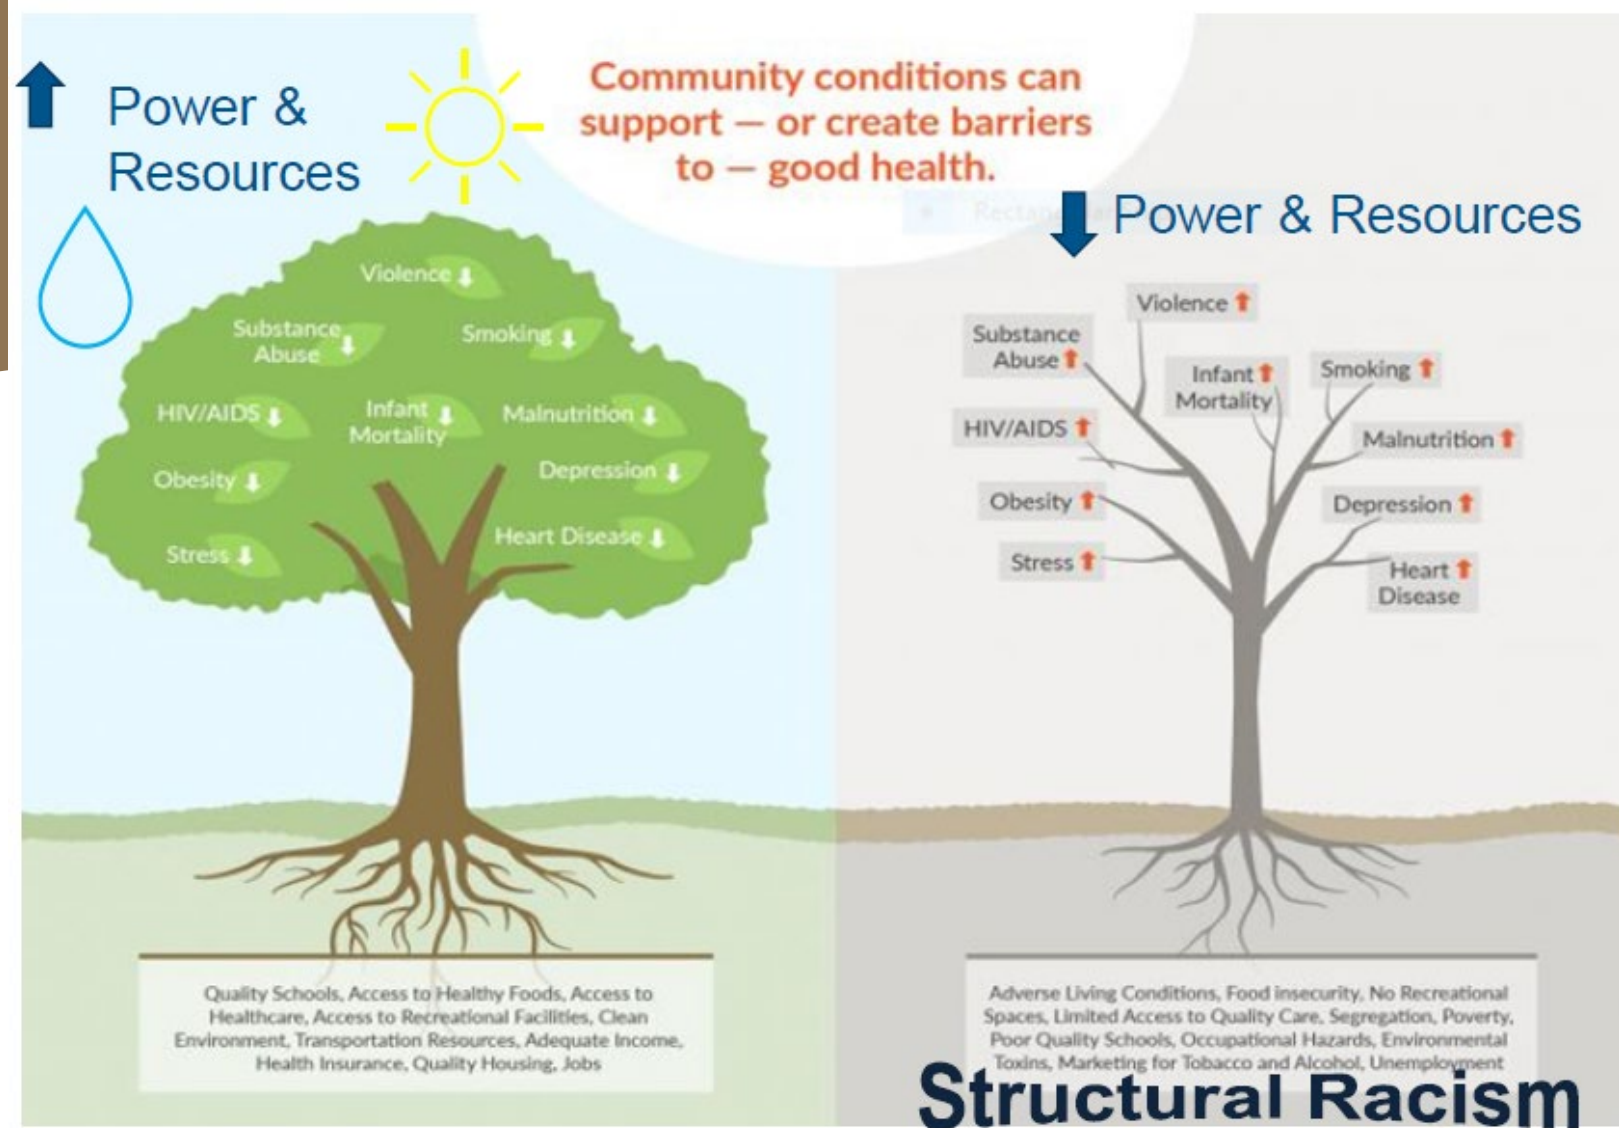 Community conditions can
support — or create barriers
to — good health.
Power &
Resources
Violence
Substance
Abuse
Smoking
HIV/AIDS
Infant
Mortality
Malnutrition
Obesity
Depression
Stress
Heart Disease
Quality Schools, Access to Healthy Foods, Access to
Healthcare, Access to Recreational Facilities, Clean
Environment, Transportation Resources, Adequate Income,
Health Insurance, Quality Housing, Jobs
Power & Resources
Violence
Substance
Abuse
Infant
Mortality
Smoking
HIV/AIDS
Malnutrition
Obesity
Depression
Stress
Heart
Disease
Adverse Living Conditions, Food insecurity, No Recreational
Spaces, Limited Access to Quality Care, Segregation, Poverty,
Poor Quality Schools, Occupational Hazards, Environmental
Toxins, Marketing for Tobacco and Alcohol, Unemployment
Structural Racism